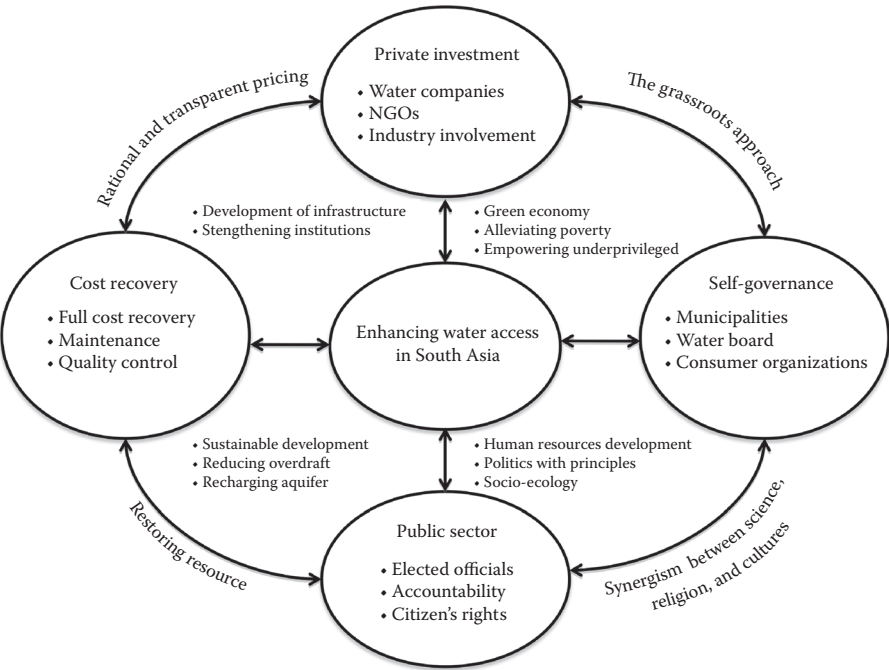 Private investment
• Water companies
• NGOs
• Industry involvement
Rational and transparent pricing
The grassroots approach
• Development of infrastructure
• Stengthening institutions
• Green economy
• Alleviating poverty
• Empowering underprivileged
Cost recovery
• Full cost recovery
• Maintenance
• Quality control
Enhancing water access
in South Asia
Self-governance
• Municipalities
• Water board
• Consumer organizations
• Sustainable development
• Reducing overdraft
• Recharging aquifer
• Human resources development
• Politics with principles
• Socio-ecology
Restoring resource
Public sector
• Elected officials
• Accountability
• Citizen's rights
Synergism between science,
religion, and cultures